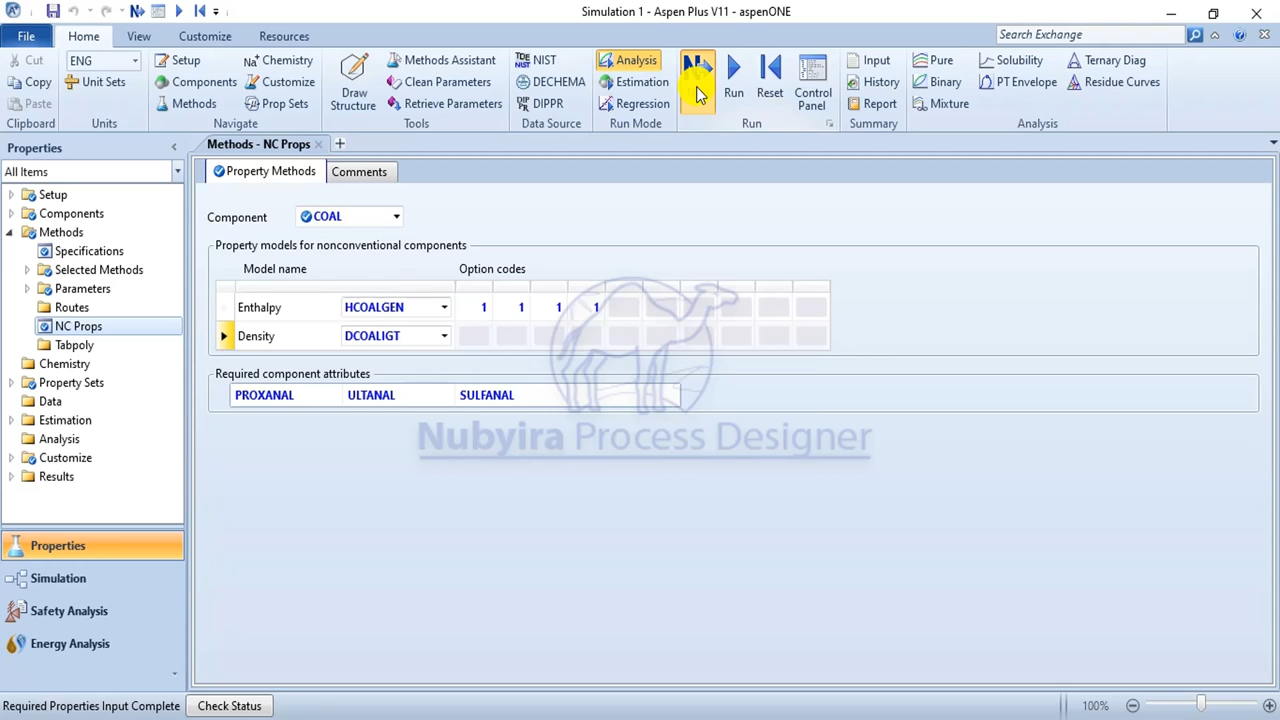 Simulation 1 - Aspen Plus V11 - aspenONE
File Home View Customize Resources Search Exchange
Cut ENG Setup Chemistry Methods Assistant NIST Analysis Input Pure Solubility Ternary Diag
Copy Unit Sets Components Customize Draw Structure Clean Parameters DECHEMA Estimation Run Reset Control Panel History Binary PT Envelope Residue Curves
Paste Methods Prop Sets Retrieve Parameters DIPPR Regression Report Mixture
Clipboard Units Navigate Tools Data Source Run Mode Run Summary Analysis
Properties
All Items
Setup
Components
Methods
Specifications
Selected Methods
Parameters
Routes
NC Props
Tabpoly
Chemistry
Property Sets
Data
Estimation
Analysis
Customize
Results
Properties
Simulation
Safety Analysis
Energy Analysis
Methods - NC Props
Property Methods Comments
Component COAL
Property models for nonconventional components
Model name Option codes
Enthalpy HCOALGEN 1 1 1 1
Density DCOALIGT
Required component attributes
PROXANAL ULTANAL SULFANAL
Nubyira Process Designer
Required Properties Input Complete Check Status 100%